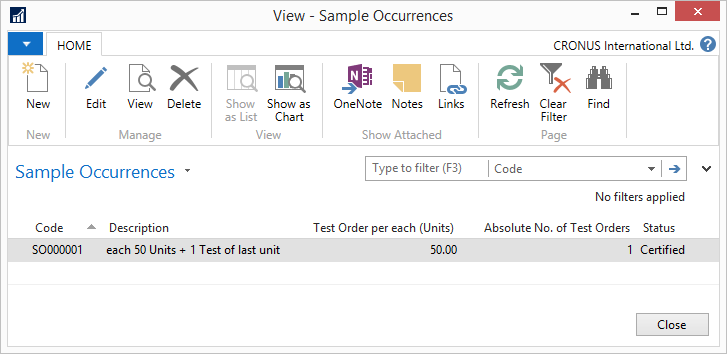 View - Sample Occurrences
HOME
CRONUS International Ltd.
?
New
Edit
View
Delete
Show as List
Show as Chart
OneNote
Notes
Links
Refresh
Clear Filter
Find
New
Manage
View
Show Attached
Page
Sample Occurrences
Type to filter (F3)
Code
No filters applied
Code Description Test Order per each (Units) Absolute No. of Test Orders Status
SO000001 each 50 Units + 1 Test of last unit 50.00 1 Certified
Close